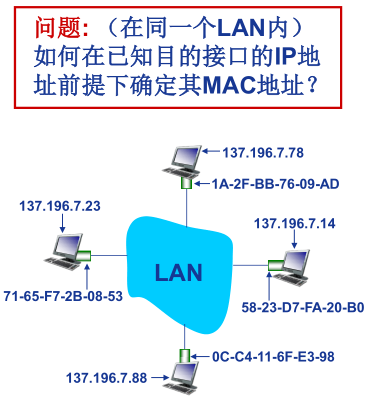 问题: （在同一个LAN内）
如何在已知目的接口的IP地
址前提下确定其MAC地址？
137.196.7.78
1A-2F-BB-76-09-AD
137.196.7.23
137.196.7.14
LAN
71-65-F7-2B-08-53
58-23-D7-FA-20-B0
0C-C4-11-6F-E3-98
137.196.7.88